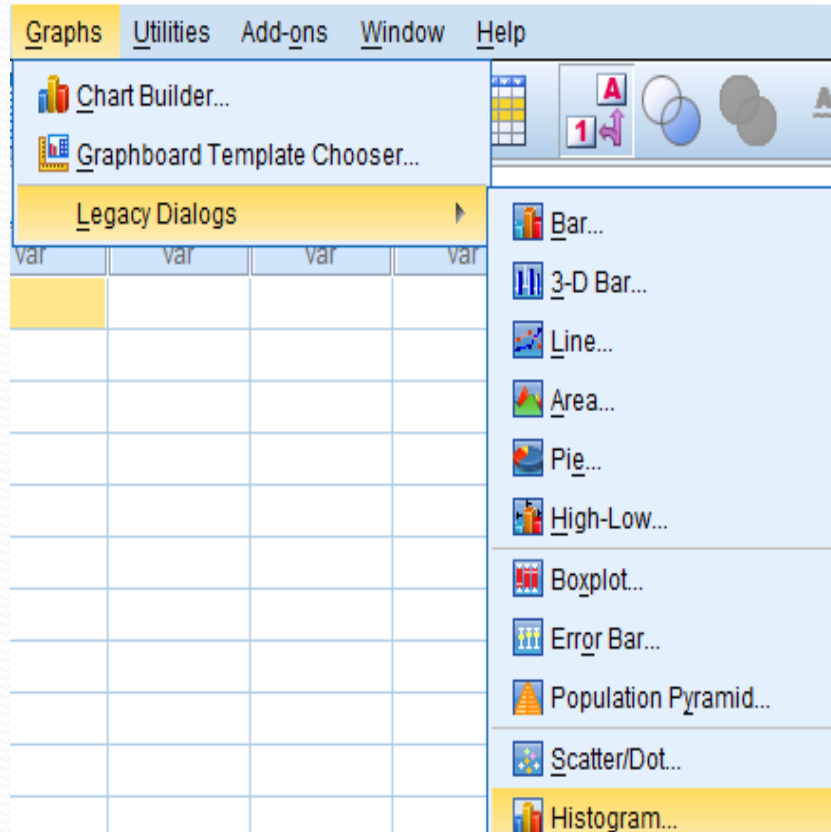 Graphs Utilities Add-ons Window Help
Chart Builder...
Graphboard Template Chooser...
Legacy Dialogs
A
1
A
var var var var
Bar...
3-D Bar...
Line...
Area...
Pie...
High-Low...
Boxplot...
Error Bar...
Population Pyramid...
Scatter/Dot...
Histogram...